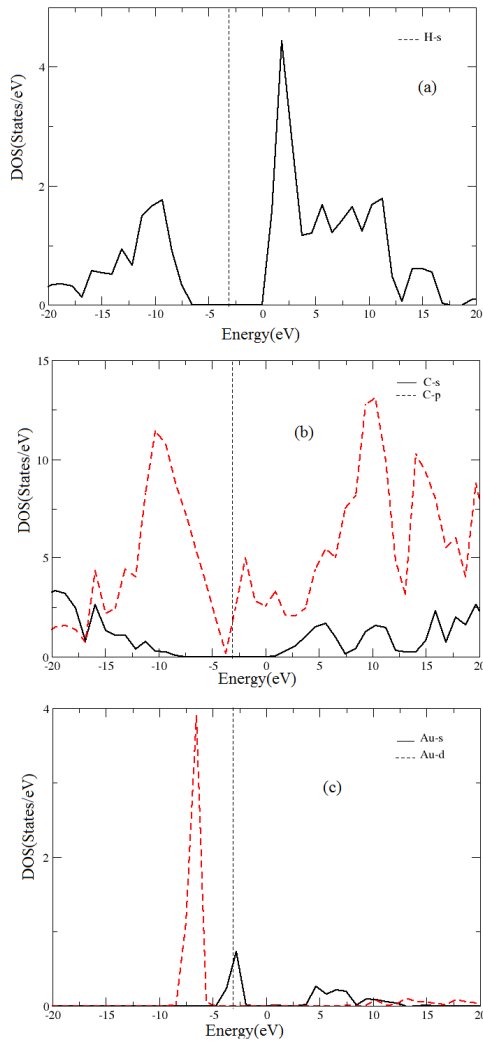 H-s
(a)
DOS(States/eV)
4
2
0
-20
-15
-10
-5
0
5
10
15
20
Energy(eV)
C-s
C-p
(b)
DOS(States/eV)
15
10
5
0
-20
-15
-10
-5
0
5
10
15
20
Energy(eV)
Au-s
Au-d
(c)
DOS(States/eV)
4
2
0
-20
-15
-10
-5
0
5
10
15
20
Energy(eV)